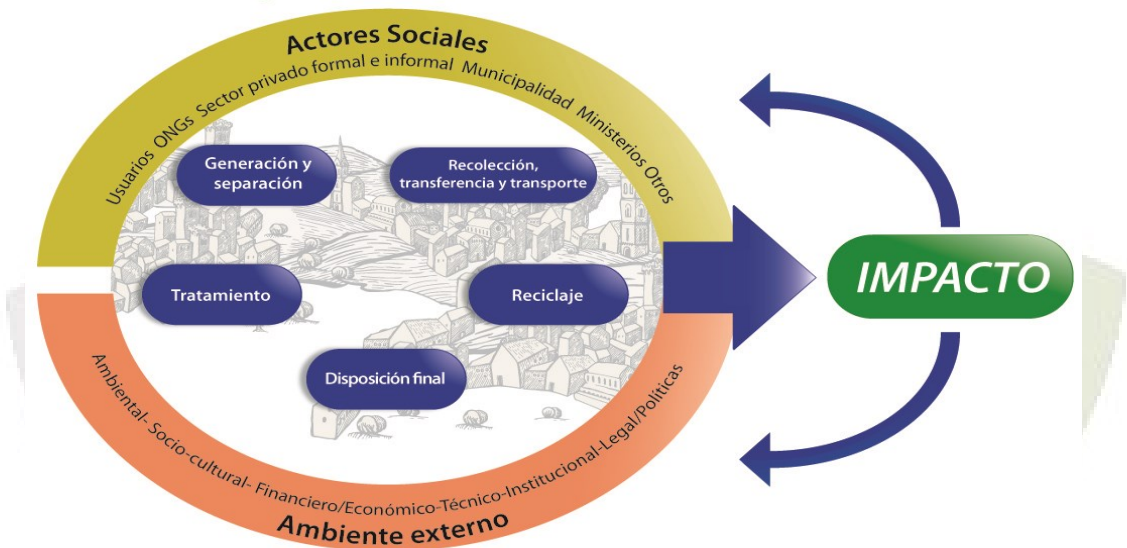 Actores Sociales
Usuarios ONGs Sector privado formal e informal Municipalidad Ministerios Otros
Generación y
separación
Recolección,
transferencia y transporte
Tratamiento
Reciclaje
Disposición final
IMPACTO
Ambiental- Socio-cultural- Financiero/Económico-Técnico-Institucional-Legal/Políticas
Ambiente externo